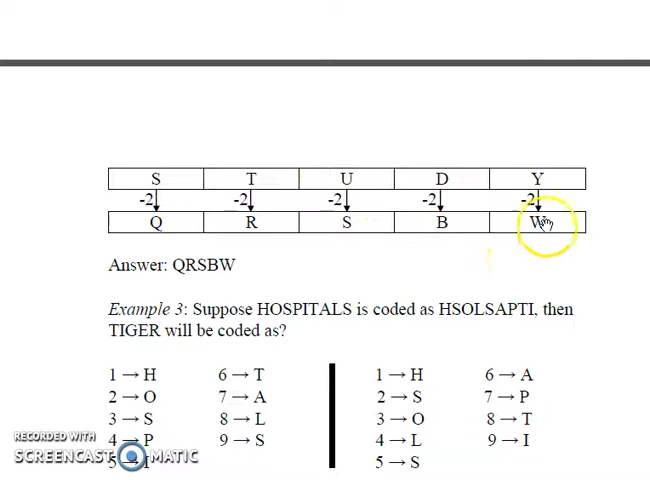 S T U D Y
-2 -2 -2 -2 -2
Q R S B W
Answer: QRSBW
Example 3: Suppose HOSPITALS is coded as HSOLSAPTI, then
TIGER will be coded as?
1 → H 6 → T 1 → H 6 → A
2 → O 7 → A 2 → S 7 → P
3 → S 8 → L 3 → O 8 → T
4 → P 9 → S 4 → L 9 → I
5 → I 5 → S
RECORDED WITH
SCREENCAST MATIC